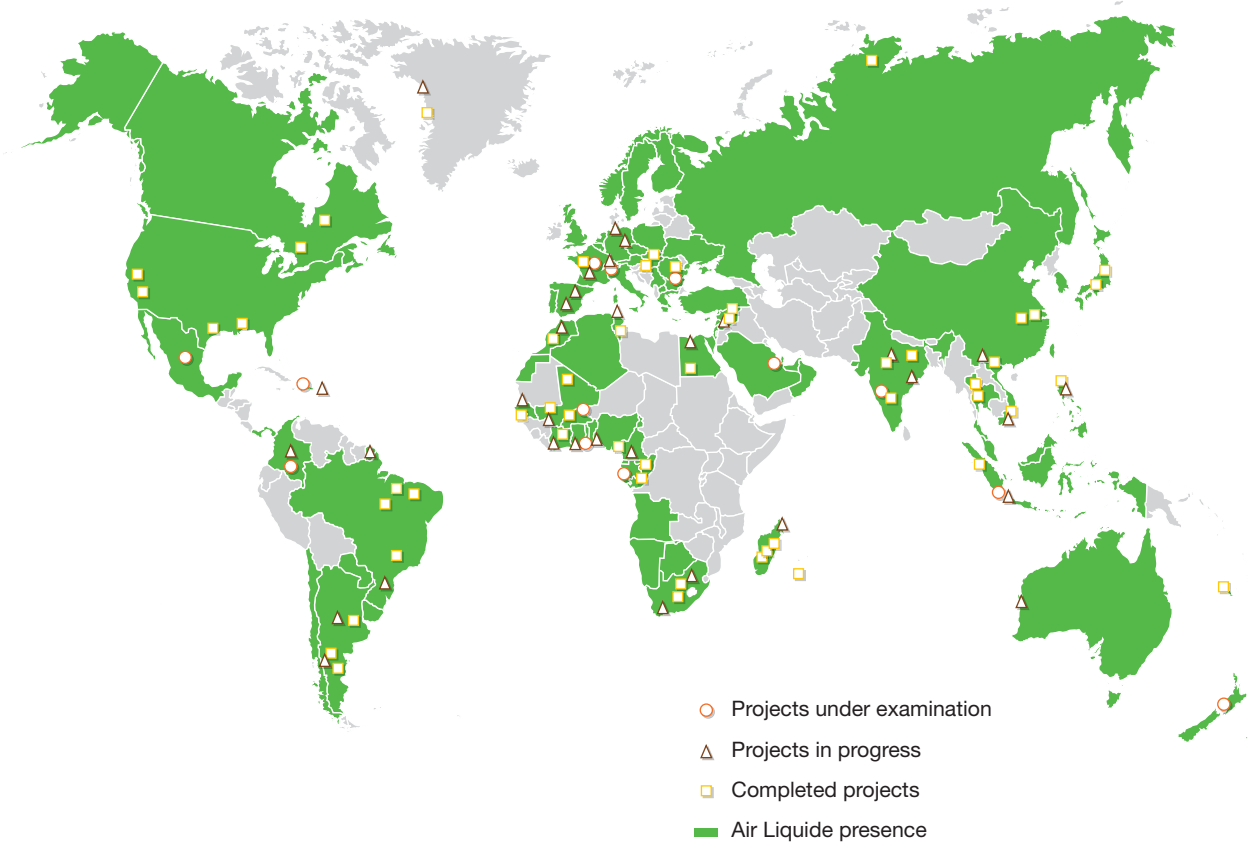 Projects under examination
Projects in progress
Completed projects
Air Liquide presence